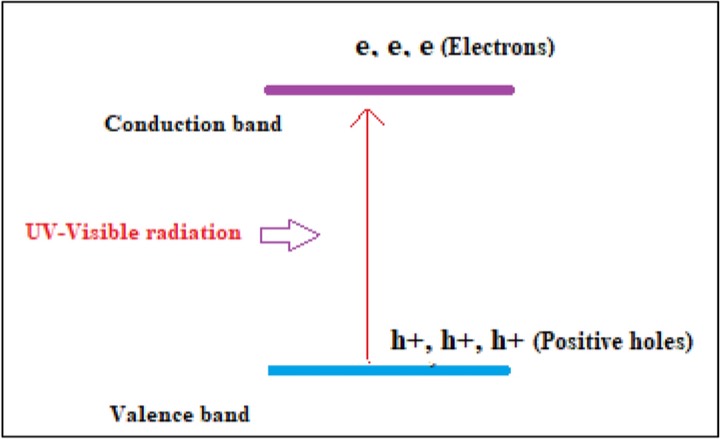 e, e, e (Electrons)
Conduction band
UV-Visible radiation
h+, h+, h+ (Positive holes)
Valence band